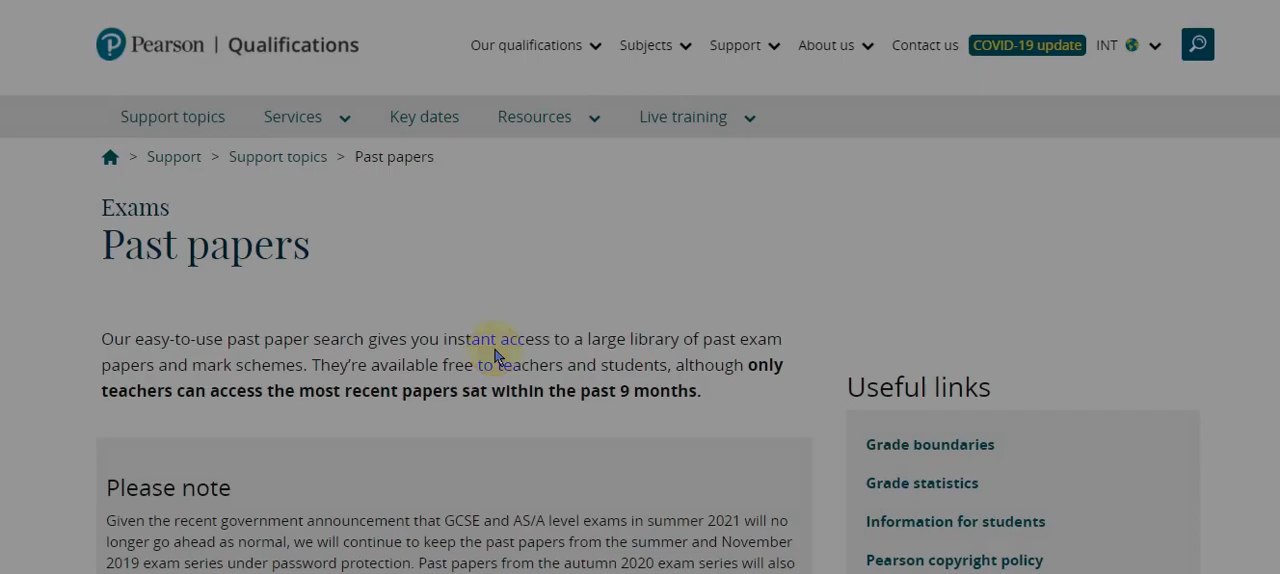 Pearson | Qualifications
Our qualifications Subjects Support About us Contact us COVID-19 update INT
Support topics Services Key dates Resources Live training
> Support > Support topics > Past papers
Exams
Past papers
Our easy-to-use past paper search gives you instant access to a large library of past exam
papers and mark schemes. They’re available free to teachers and students, although only
teachers can access the most recent papers sat within the past 9 months.
Please note
Given the recent government announcement that GCSE and AS/A level exams in summer 2021 will no
longer go ahead as normal, we will continue to keep the past papers from the summer and November
2019 exam series under password protection. Past papers from the autumn 2020 exam series will also
Useful links
Grade boundaries
Grade statistics
Information for students
Pearson copyright policy